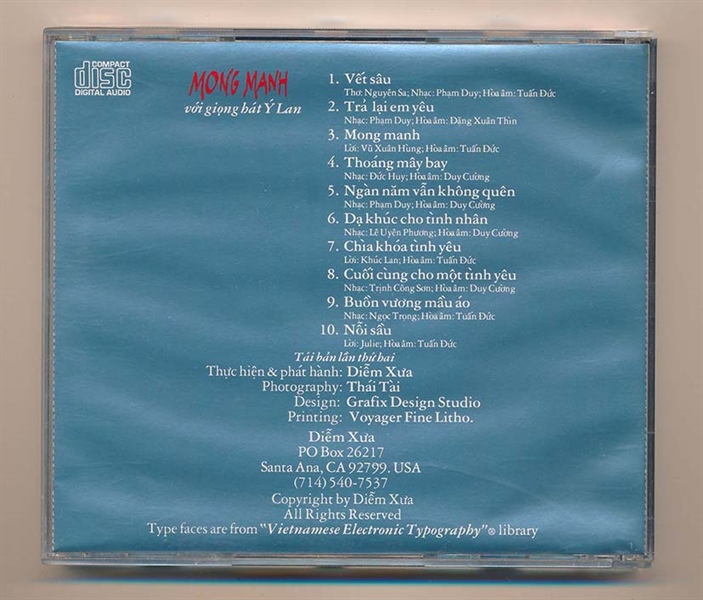 COMPACT
disc
DIGITAL AUDIO
MONG MANH
với giọng hát Ý Lan
1. Vết sâu
Thơ: Nguyên Sa; Nhạc: Phạm Duy; Hòa âm: Tuấn Đức
2. Trả lại em yêu
Nhạc: Phạm Duy; Hòa âm: Đặng Xuân Thìn
3. Mong manh
Lời: Vũ Xuân Hùng; Hòa âm: Tuấn Đức
4. Thoáng mây bay
Nhạc: Đức Huy; Hòa âm: Duy Cường
5. Ngàn năm vẫn không quên
Nhạc: Phạm Duy; Hòa âm: Duy Cường
6. Dạ khúc cho tình nhân
Nhạc: Lê Uyên Phương; Hòa âm: Duy Cường
7. Chìa khóa tình yêu
Lời: Khúc Lan; Hòa âm: Tuấn Đức
8. Cuối cùng cho một tình yêu
Nhạc: Trịnh Công Sơn; Hòa âm: Duy Cường
9. Buồn vương mầu áo
Nhạc: Ngọc Trọng; Hòa âm: Tuấn Đức
10. Nỗi sầu
Lời: Julie; Hòa âm: Tuấn Đức
Tái bản lần thứ hai
Thực hiện & phát hành: Diễm Xưa
Photography: Thái Tài
Design: Grafix Design Studio
Printing: Voyager Fine Litho.
Diễm Xưa
PO Box 26217
Santa Ana, CA 92799. USA
(714) 540-7537
Copyright by Diễm Xưa
All Rights Reserved
Type faces are from "Vietnamese Electronic Typography"® library